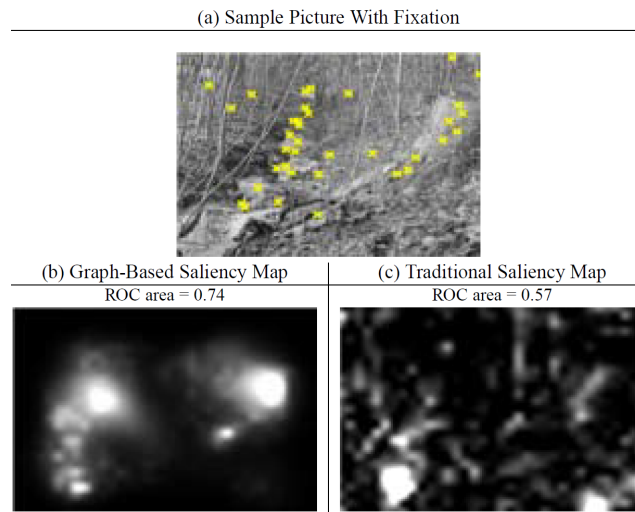 (a) Sample Picture With Fixation
(b) Graph-Based Saliency Map
(c) Traditional Saliency Map
ROC area = 0.74
ROC area = 0.57